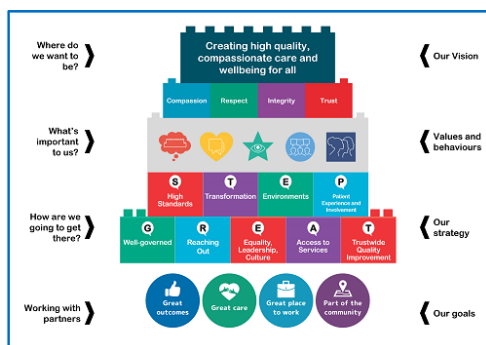 Where do
we want to
be?
Creating high quality,
compassionate care and
wellbeing for all
Our Vision
Compassion
Respect
Integrity
Trust
What's
important
to us?
Values and
behaviours
S
T
E
P
High
Standards
Transformation
Environments
Patient
Experience and
Involvement
How are we
going to get
there?
Our
strategy
G
R
E
A
T
Well-governed
Reaching
Out
Equality,
Leadership,
Culture
Access to
Services
Trustwide
Quality
Improvement
Working with
partners
Great
outcomes
Great care
Great place
to work
Part of the
community
Our goals